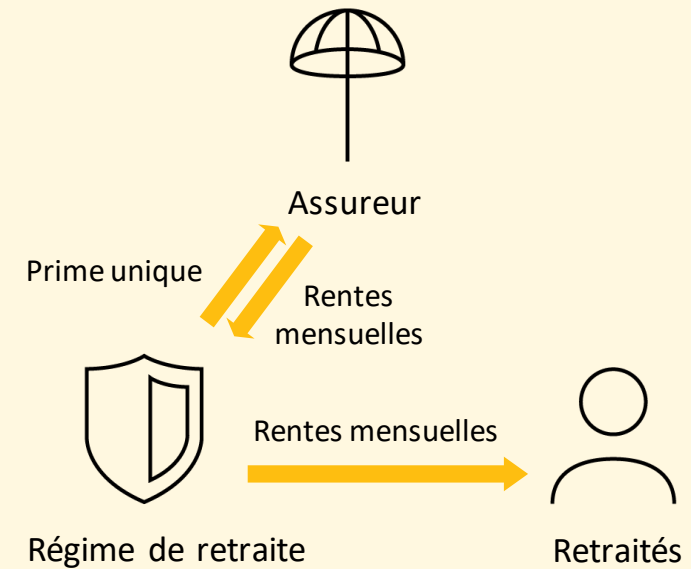 Assureur
Prime unique
Rentes
mensuelles
Rentes mensuelles
Régime de retraite
Retraités